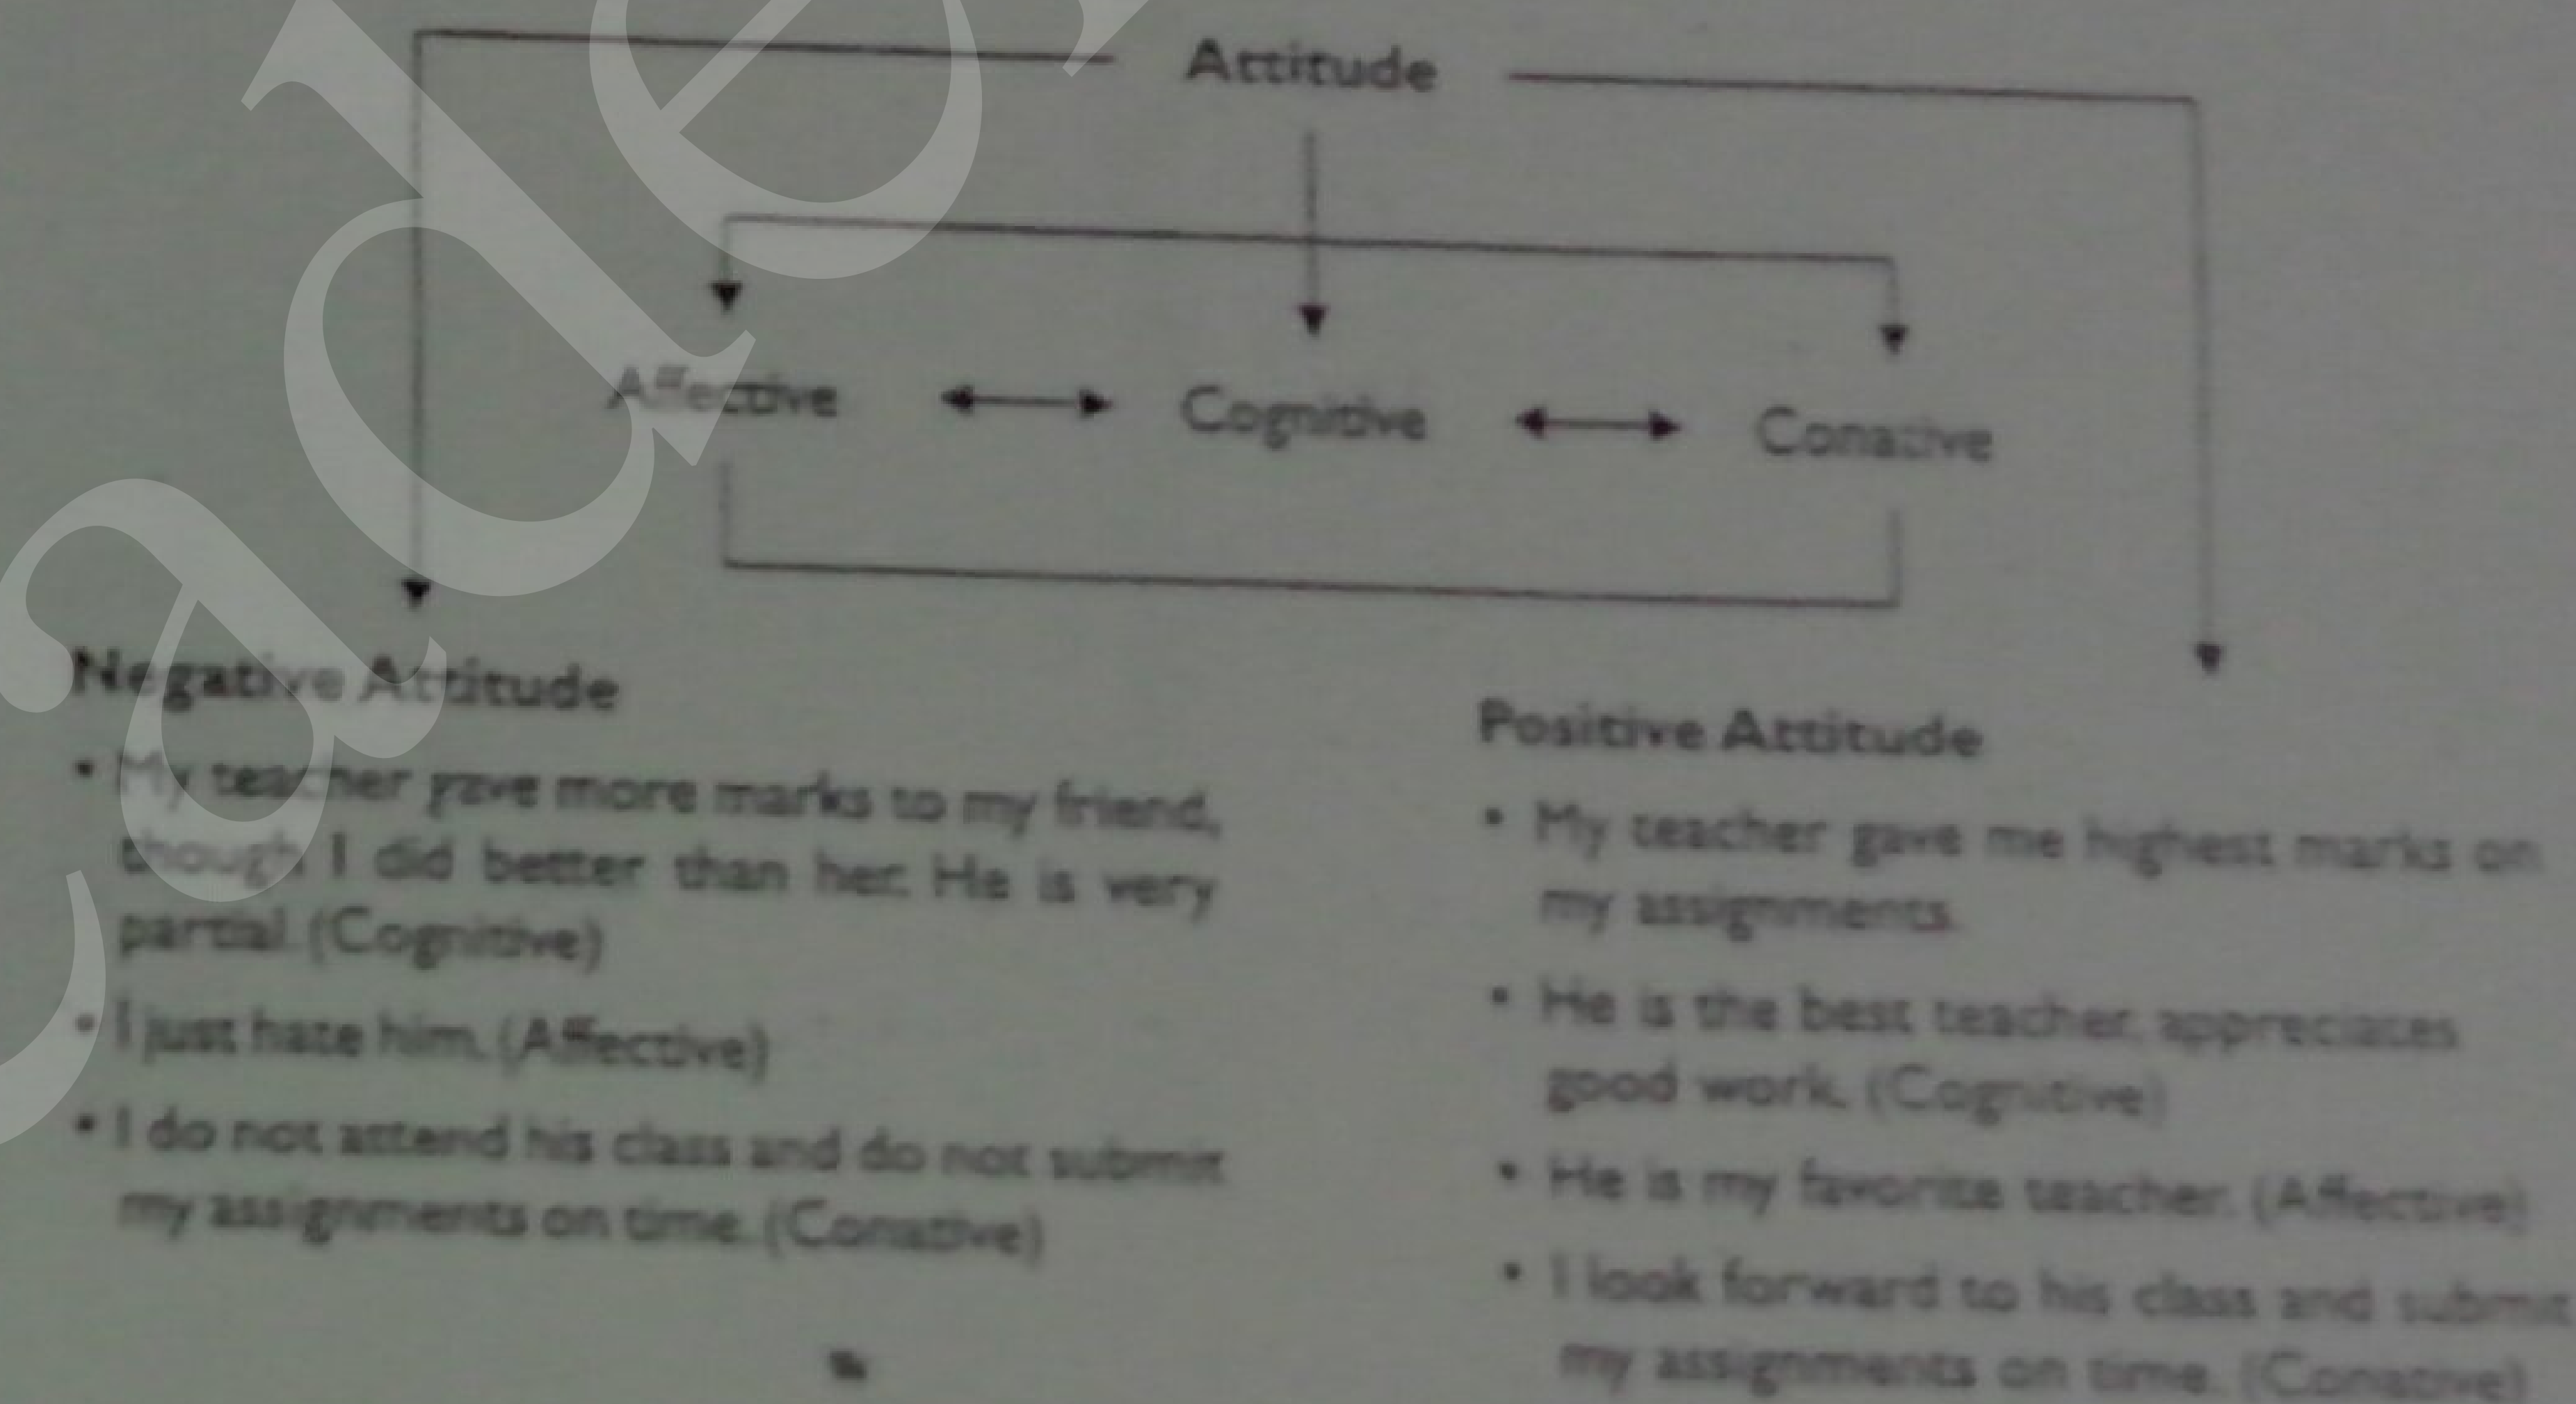 Attitude
Affective
Cognitive
Conative
Negative Attitude
• My teacher gave more marks to my friend,
though I did better than her. He is very
partial. (Cognitive)
• I just hate him. (Affective)
• I do not attend his class and do not submit
my assignments on time. (Conative)
Positive Attitude
• My teacher gave me highest marks on
my assignments.
• He is the best teacher, appreciates
good work. (Cognitive)
• He is my favorite teacher. (Affective)
• I look forward to his class and submit
my assignments on time. (Conative)
cade